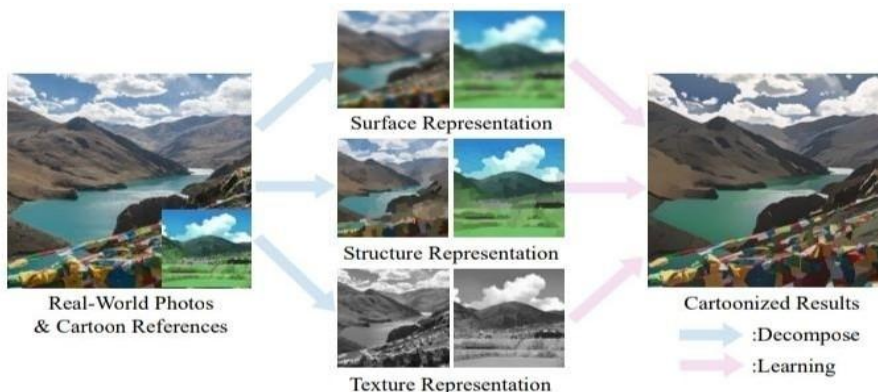 Surface Representation
Structure Representation
Real-World Photos
& Cartoon References
Cartoonized Results
:Decompose
:Learning
Texture Representation